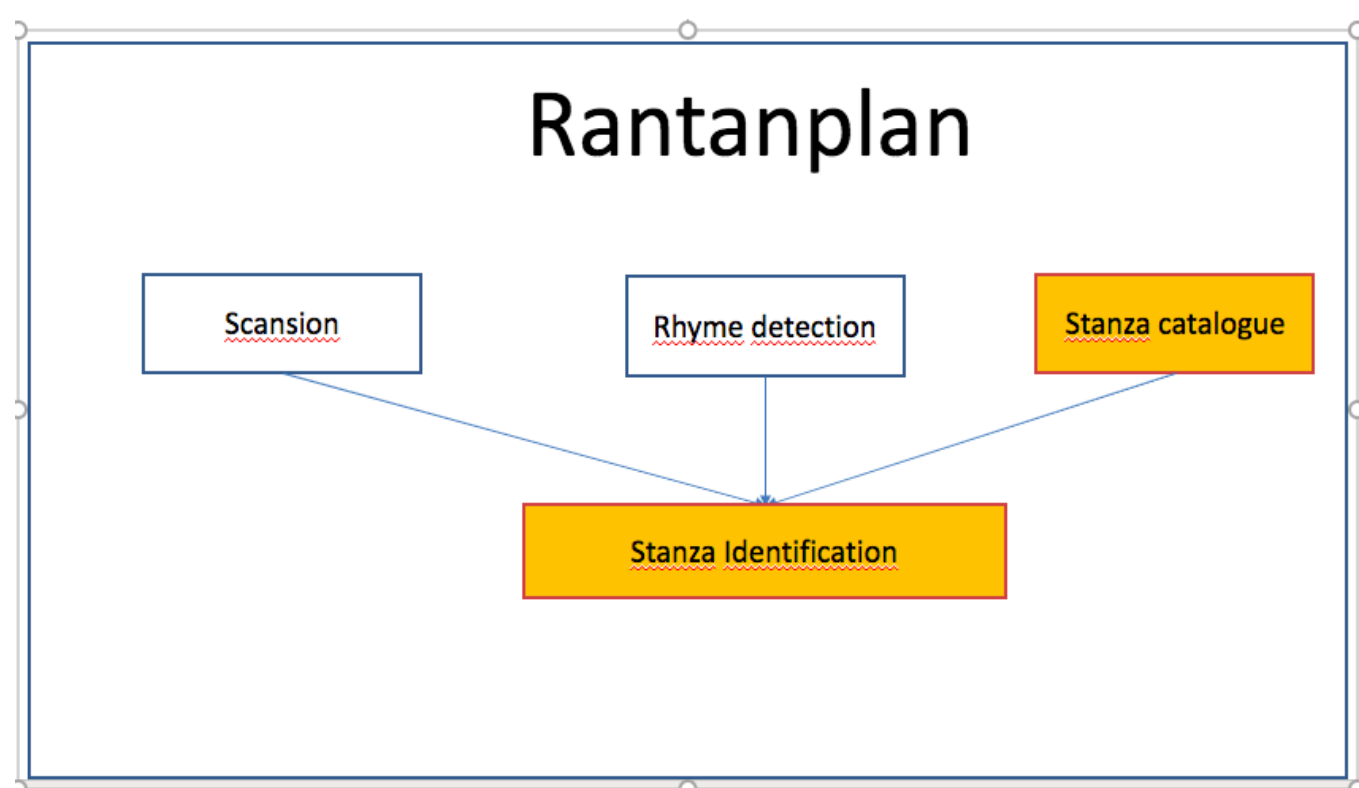 Rantanplan
Scansion
Rhyme detection
Stanza catalogue
Stanza Identification